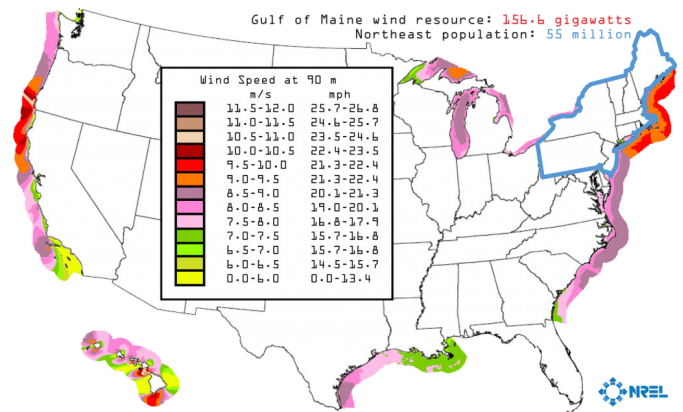 Gulf of Maine wind resource: 156.6 gigawatts
Northeast population: 55 million
Wind Speed at 90 m
m/s mph
11.5-12.0 25.7-26.8
11.0-11.5 24.6-25.7
10.5-11.0 23.5-24.6
10.0-10.5 22.4-23.5
9.5-10.0 21.3-22.4
9.0-9.5 21.3-22.4
8.5-9.0 20.1-21.3
8.0-8.5 19.0-20.1
7.5-8.0 16.8-17.9
7.0-7.5 15.7-16.8
6.5-7.0 15.7-16.8
6.0-6.5 14.5-15.7
0.0-6.0 0.0-13.4
NREL